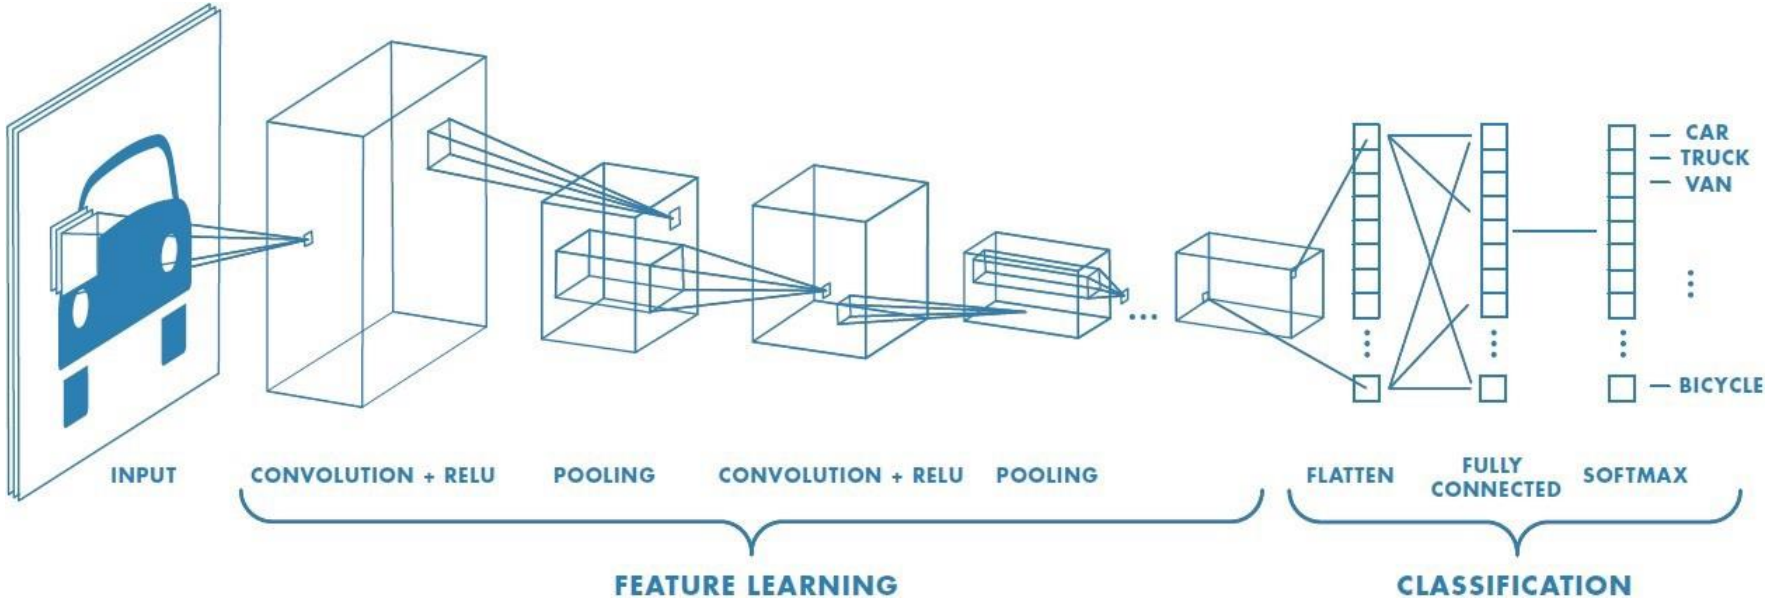 CAR
TRUCK
VAN
BICYCLE
INPUT
CONVOLUTION + RELU
POOLING
CONVOLUTION + RELU
POOLING
FLATTEN
FULLY
CONNECTED
SOFTMAX
FEATURE LEARNING
CLASSIFICATION